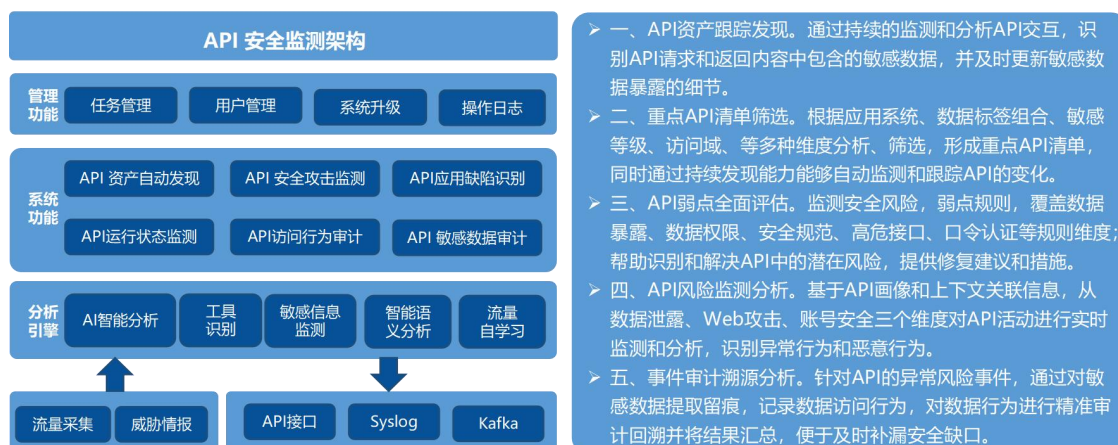 API 安全监测架构
管理
功能
任务管理
用户管理
系统升级
操作日志
系统
功能
API 资产自动发现
API 安全攻击监测
API应用缺陷识别
API运行状态监测
API访问行为审计
API 敏感数据审计
分析
引擎
AI智能分析
工具
识别
敏感信息
监测
智能语
义分析
流量
自学习
流量采集
威胁情报
API接口
Syslog
Kafka
➢ 一、API资产跟踪发现。通过持续的监测和分析API交互，识
别API请求和返回内容中包含的敏感数据，并及时更新敏感数
据暴露的细节。
➢ 二、重点API清单筛选。根据应用系统、数据标签组合、敏感
等级、访问域、等多种维度分析、筛选，形成重点API清单，
同时通过持续发现能力能够自动监测和跟踪API的变化。
➢ 三、API弱点全面评估。监测安全风险，弱点规则，覆盖数据
暴露、数据权限、安全规范、高危接口、口令认证等规则维度；
帮助识别和解决API中的潜在风险，提供修复建议和措施。
➢ 四、API风险监测分析。基于API画像和上下文关联信息，从
数据泄露、Web攻击、账号安全三个维度对API活动进行实时
监测和分析，识别异常行为和恶意行为。
➢ 五、事件审计溯源分析。针对API的异常风险事件，通过对敏
感数据提取留痕，记录数据访问行为，对数据行为进行精准审
计回溯并将结果汇总，便于及时补漏安全缺口。